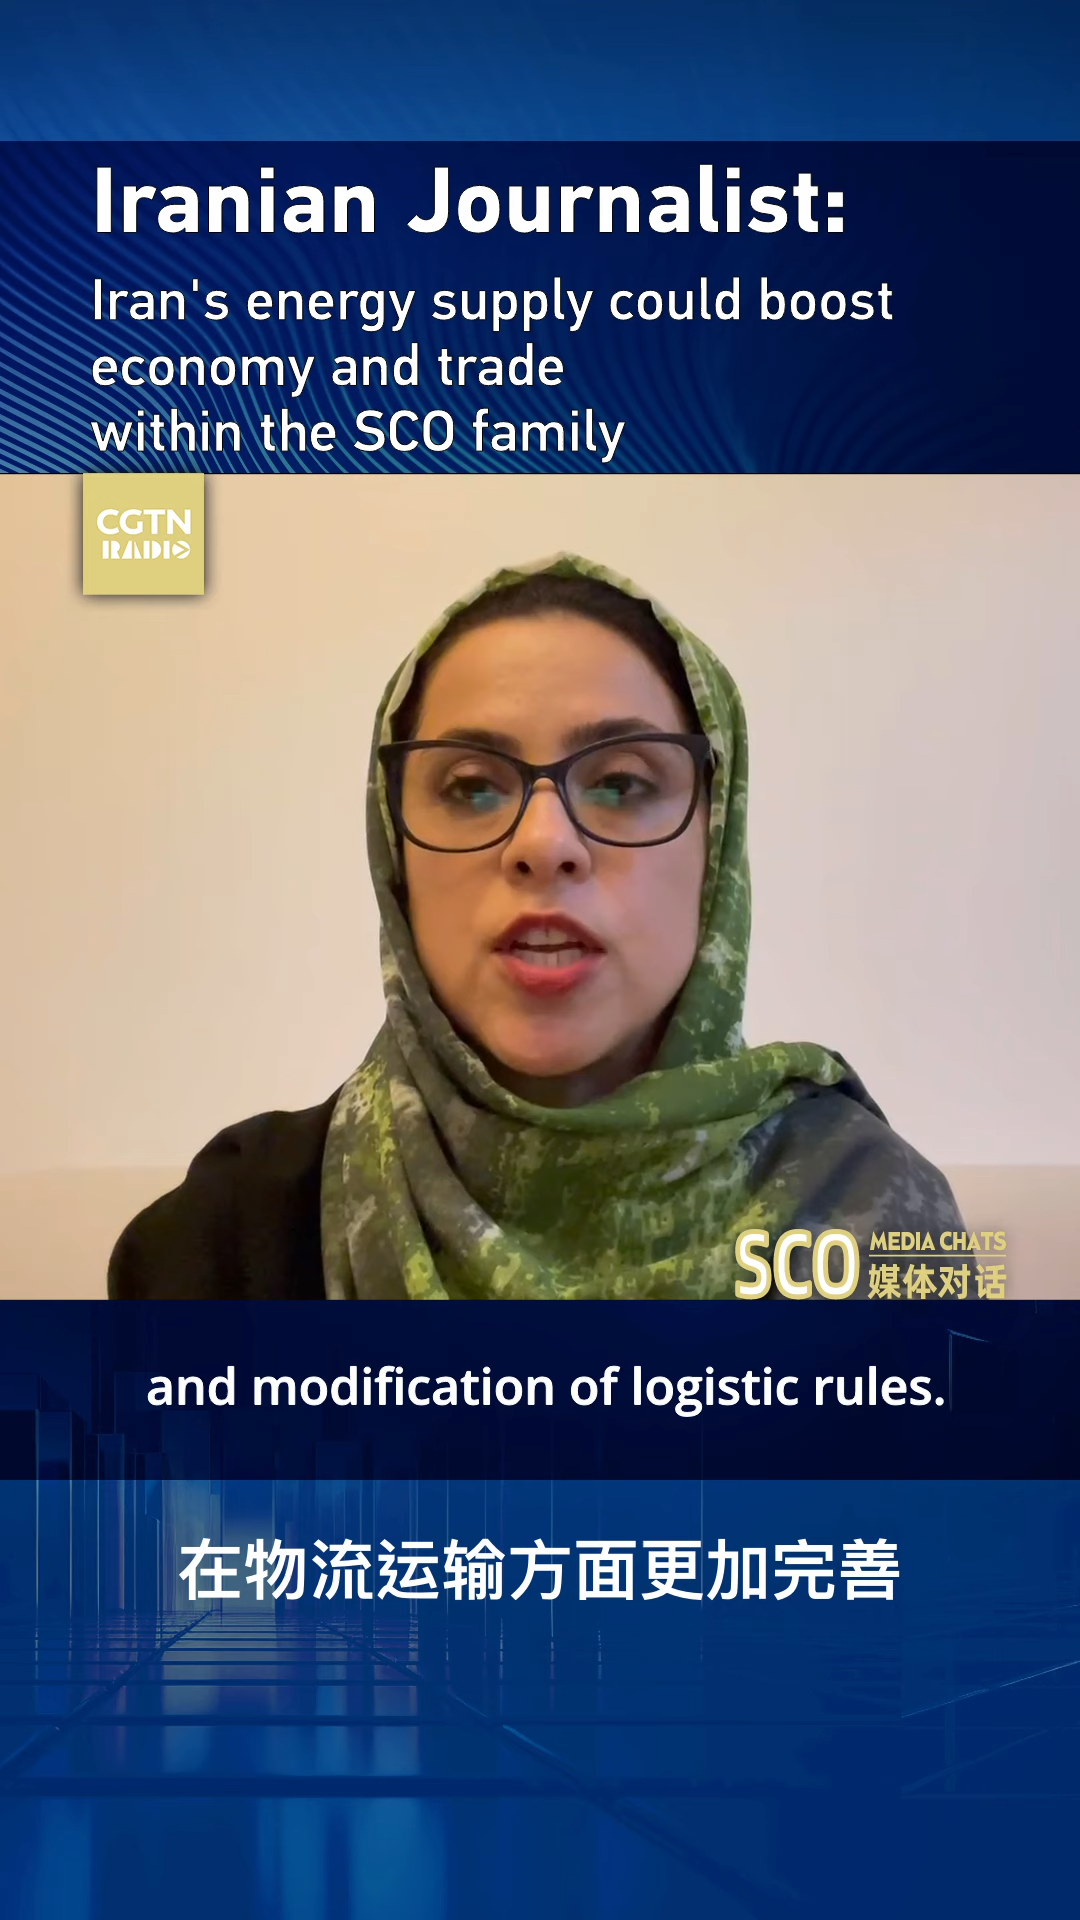 Iranian Journalist:
Iran's energy supply could boost
economy and trade
within the SCO family
CGTN
RADIO
SCO
MEDIA CHATS
媒体对话
and modification of logistic rules.
在物流运输方面更加完善